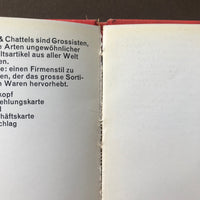 & Chattels sind Grossisten,
n Arten ungewöhnlicher
ltsartikel aus aller Welt
en.
e: einen Firmenstil zu
en, der das grosse Sorti-
n Waren hervorhebt.
kopf
ehlungskarte
l
häftskarte
chlag